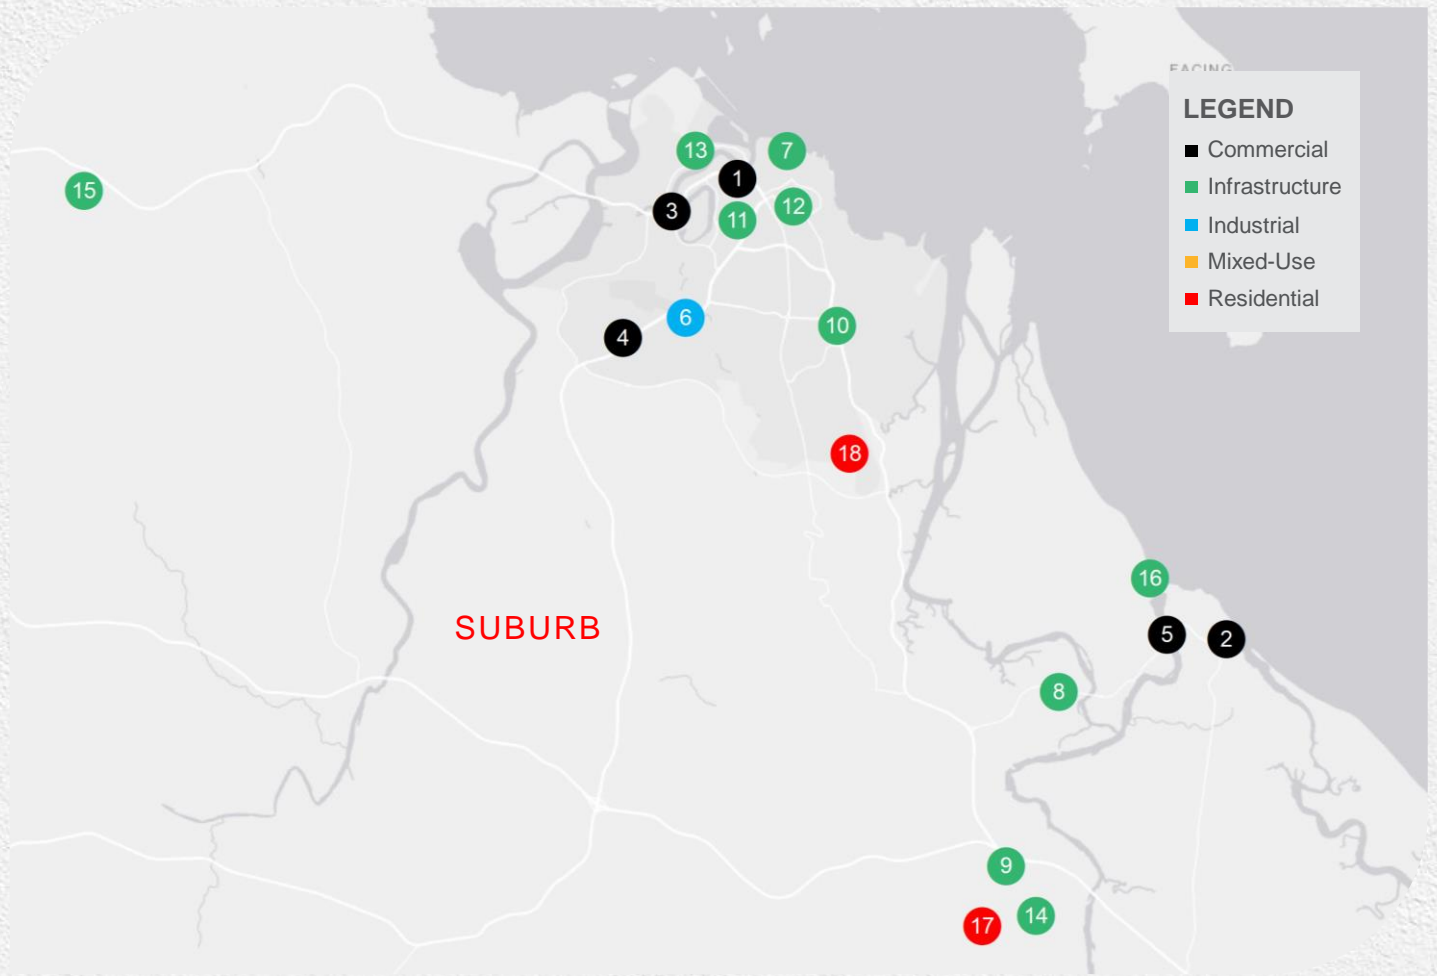 FACING
LEGEND
Commercial
Infrastructure
Industrial
Mixed-Use
Residential
13
7
1
15
3
11
12
6
10
4
18
16
SUBURB
5
2
8
9
14
17